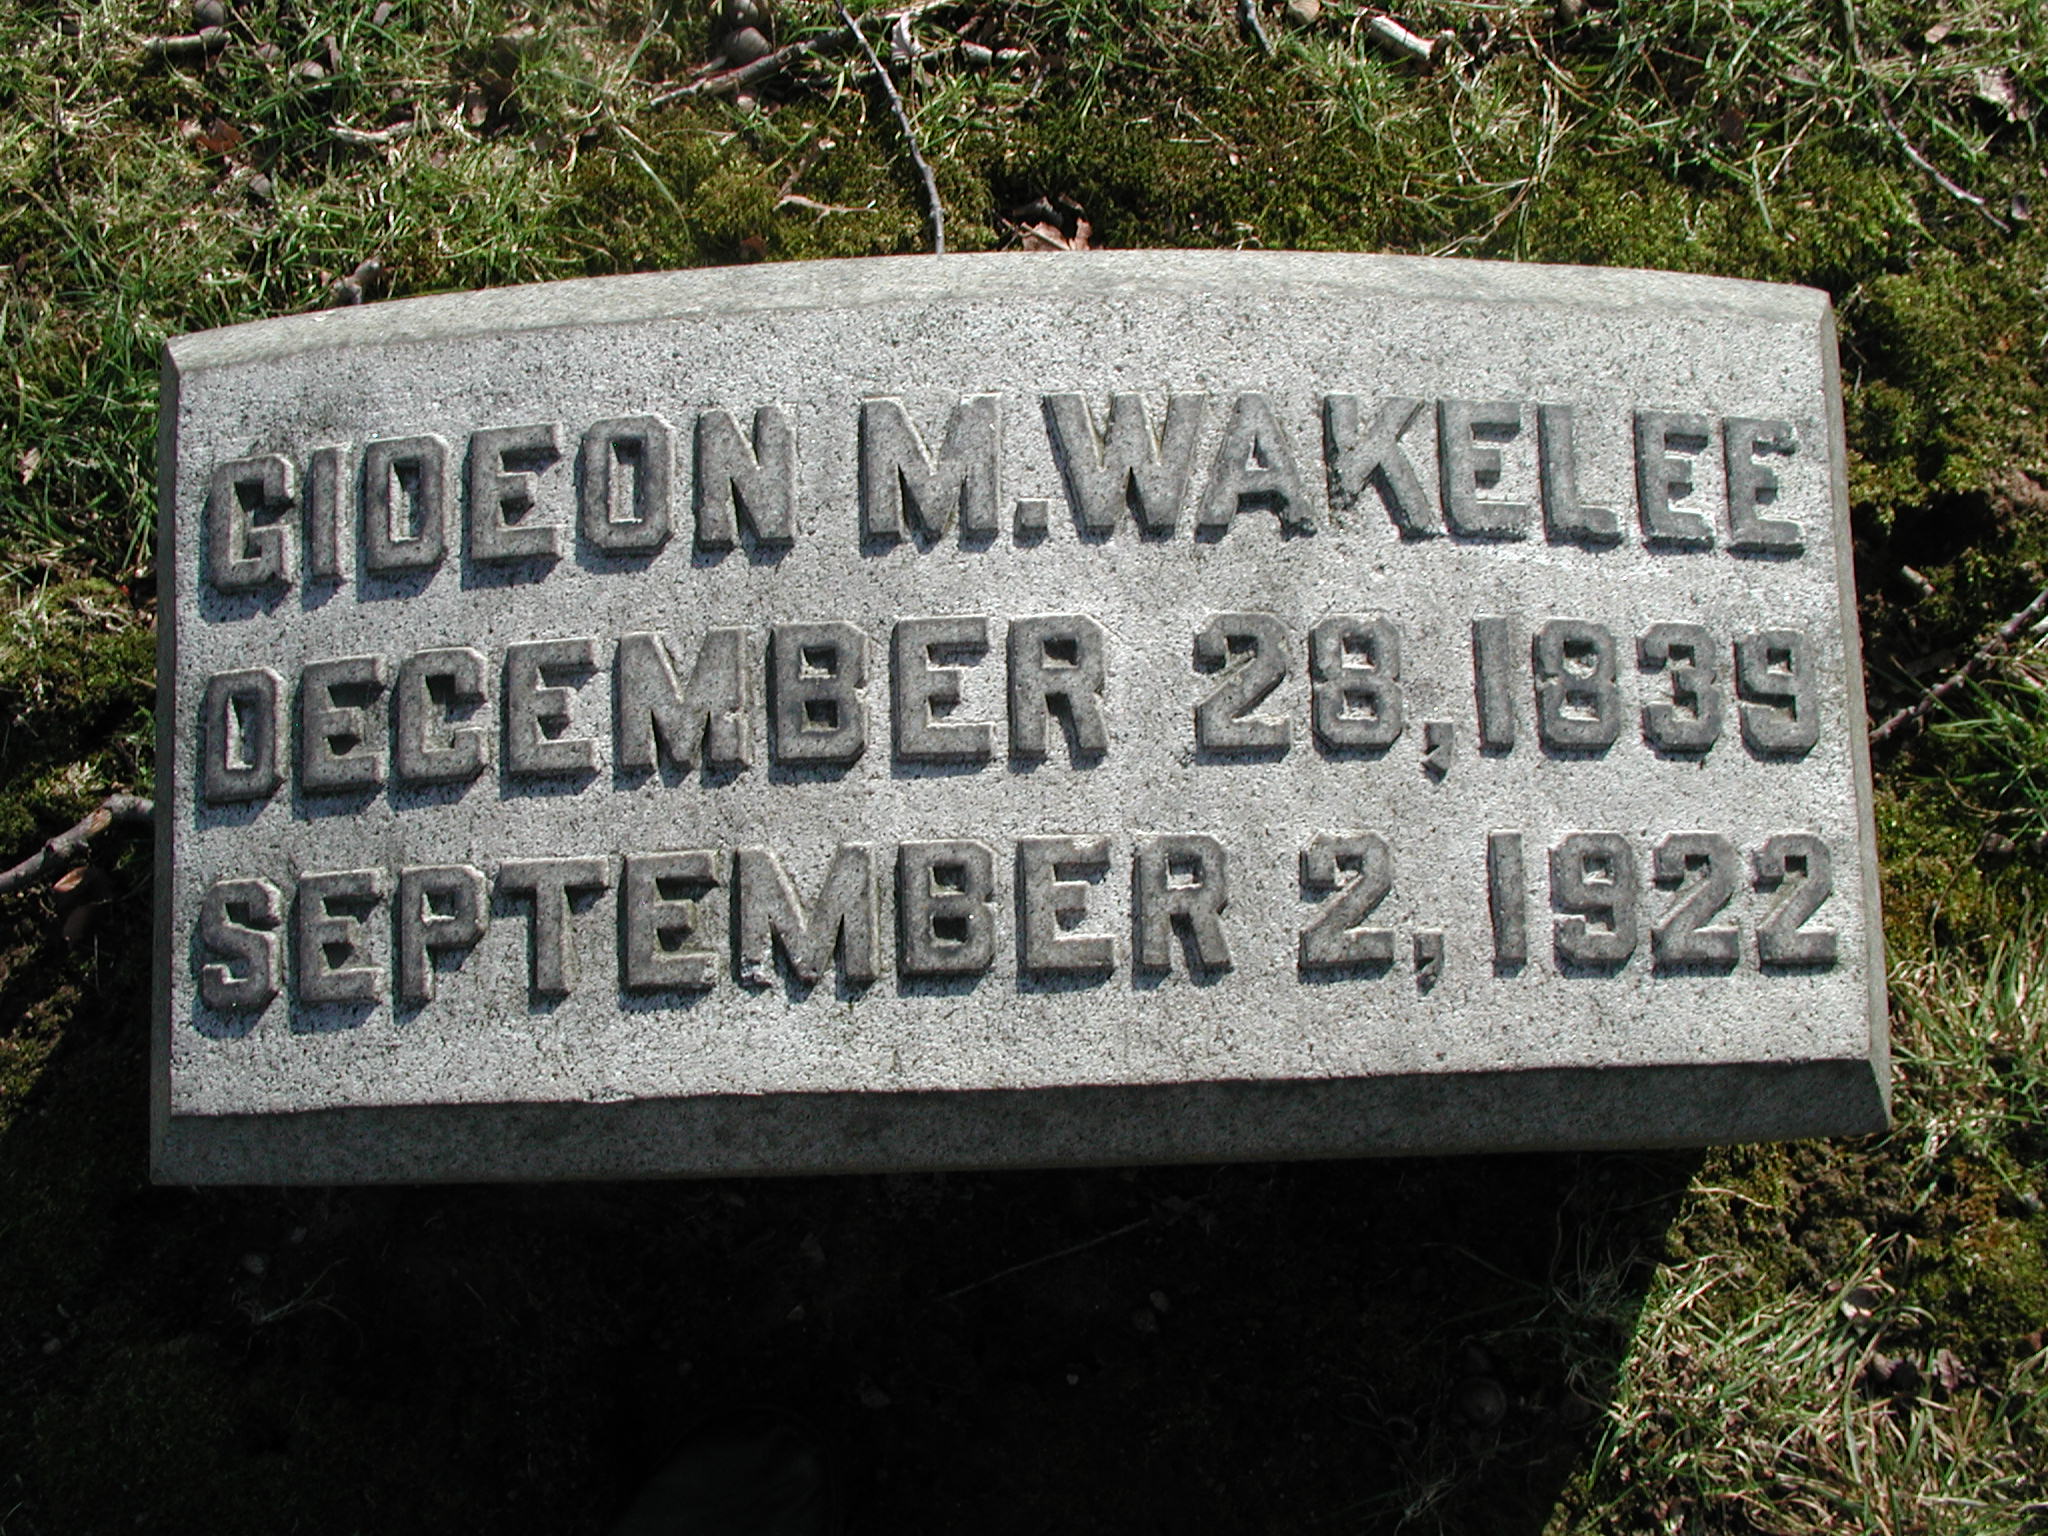 GIDEON M. WAKELEE
DECEMBER 28, 1839
SEPTEMBER 2, 1922